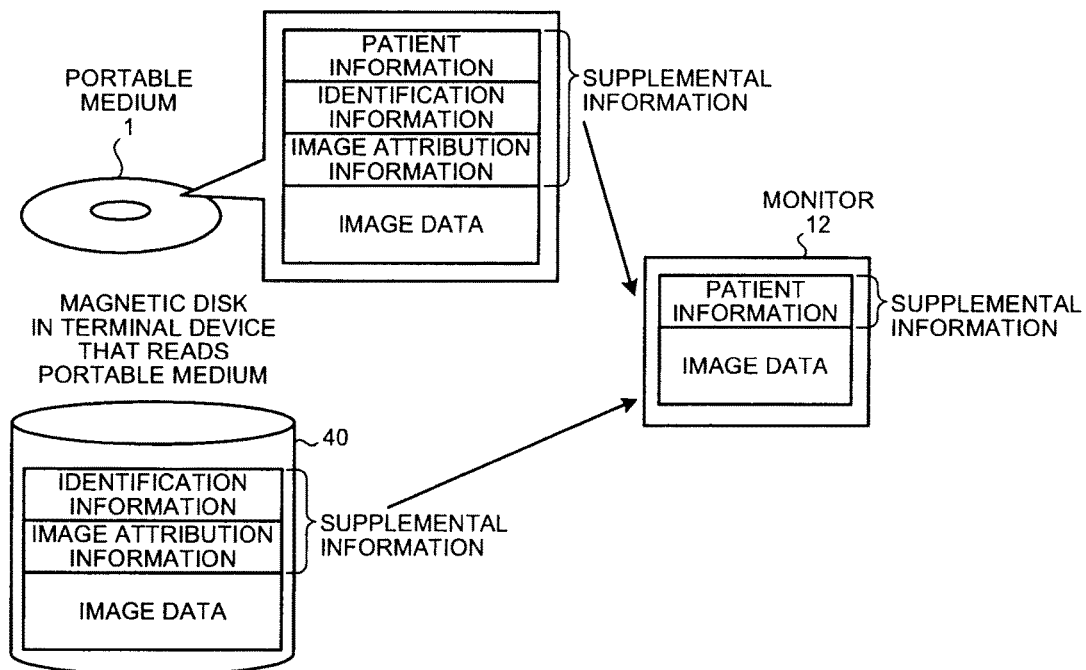 PORTABLE
MEDIUM
1
PATIENT
INFORMATION
IDENTIFICATION
INFORMATION
IMAGE ATTRIBUTION
INFORMATION
IMAGE DATA
SUPPLEMENTAL
INFORMATION
MONITOR
12
PATIENT
INFORMATION
IMAGE DATA
SUPPLEMENTAL
INFORMATION
MAGNETIC DISK
IN TERMINAL DEVICE
THAT READS
PORTABLE MEDIUM
40
IDENTIFICATION
INFORMATION
IMAGE ATTRIBUTION
INFORMATION
IMAGE DATA
SUPPLEMENTAL
INFORMATION